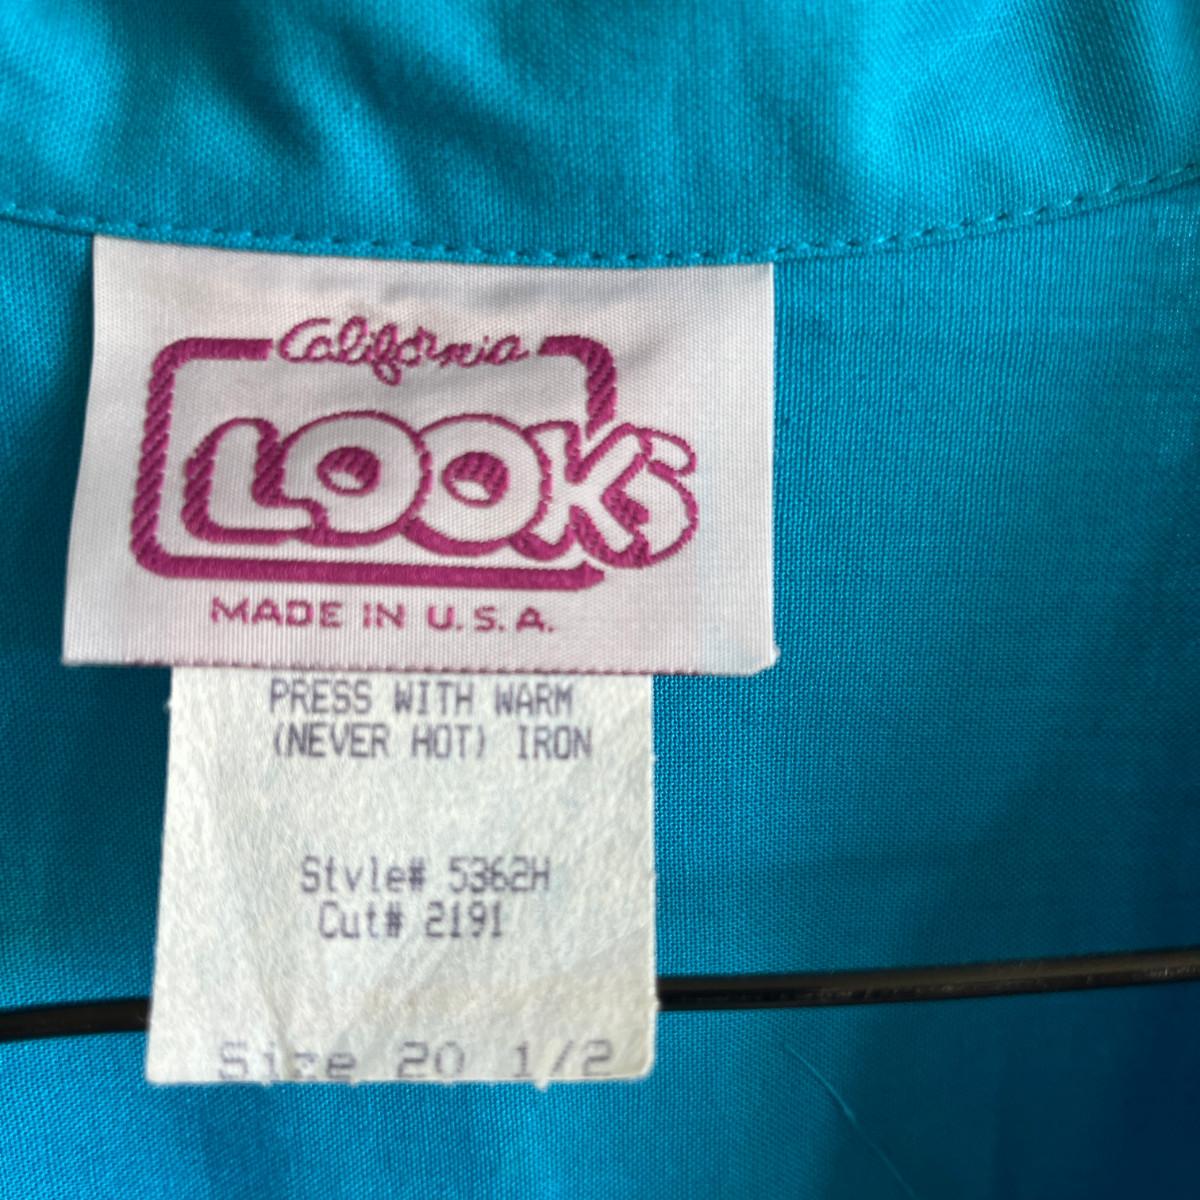 California
LOOKS
MADE IN U.S.A.
PRESS WITH WARM
(NEVER HOT) IRON
Style# 5362H
Cut# 2191
Size 20 1/2